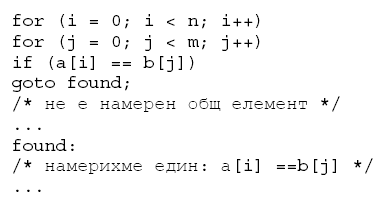 for (i = 0; i < n; i++)
for (j = 0; j < m; j++)
if (a[i] == b[j])
goto found;
/* не е намерен общ елемент */
...
found:
/* намерихме един: a[i] ==b[j] */
...